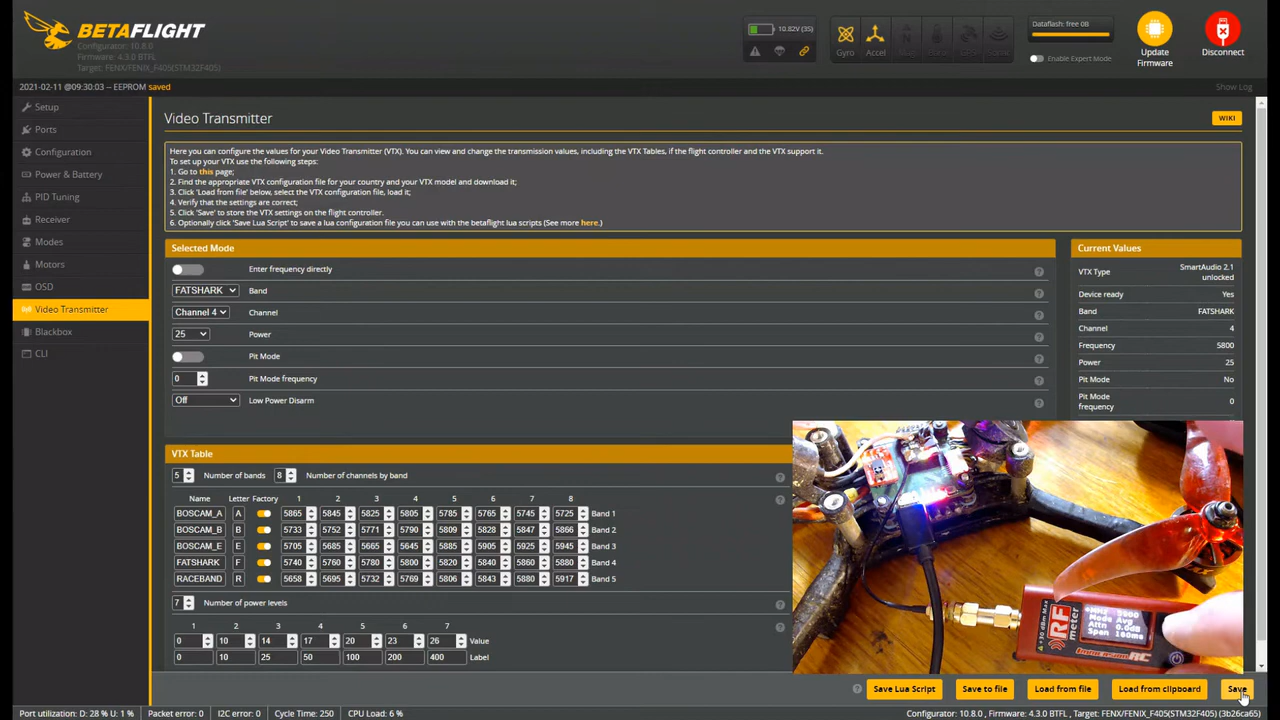 BETAFLIGHT
Configurator: 10.8.0
Firmware: 4.3.0 BTFL
Target: FENX/FENIX_F405(STM32F405)
10.82V (3S)
Gyro
Accel
Dataflash: free 0B
Enable Expert Mode
Update Firmware
Disconnect
2021-02-11 @09:30:03 -- EEPROM saved
Show Log
Setup
Ports
Configuration
Power & Battery
PID Tuning
Receiver
Modes
Motors
OSD
Video Transmitter
Blackbox
CLI
Video Transmitter
WIKI
Here you can configure the values for your Video Transmitter (VTX). You can view and change the transmission values, including the VTX Tables, if the flight controller and the VTX support it.
To set up your VTX use the following steps:
1. Go to this page;
2. Find the appropriate VTX configuration file for your country and your VTX model and download it;
3. Click 'Load from file' below, select the VTX configuration file, load it;
4. Verify that the settings are correct;
5. Click 'Save' to store the VTX settings on the flight controller.
6. Optionally click 'Save Lua Script' to save a lua configuration file you can use with the betaflight lua scripts (See more here.)
Selected Mode
Enter frequency directly
FATSHARK Band
Channel 4 Channel
25 Power
Pit Mode
0 Pit Mode frequency
Off Low Power Disarm
Current Values
VTX Type SmartAudio 2.1 unlocked
Device ready Yes
Band FATSHARK
Channel 4
Frequency 5800
Power 25
Pit Mode No
Pit Mode frequency 0
VTX Table
5 Number of bands 8 Number of channels by band
Name Letter Factory 1 2 3 4 5 6 7 8
BOSCAM_A A 5865 5845 5825 5805 5785 5765 5745 5725 Band 1
BOSCAM_B B 5733 5752 5771 5790 5809 5828 5847 5866 Band 2
BOSCAM_E E 5705 5685 5665 5645 5885 5905 5925 5945 Band 3
FATSHARK F 5740 5760 5780 5800 5820 5840 5860 5880 Band 4
RACEBAND R 5658 5695 5732 5769 5806 5843 5880 5917 Band 5
7 Number of power levels
1 2 3 4 5 6 7
0 10 14 17 20 23 26 Value
0 10 25 50 100 200 400 Label
+30 dBm Max
RF meter
Mode Avg
Attn 0.0dB
Span 160ms
ImmersionRC
Save Lua Script
Save to file
Load from file
Load from clipboard
Save
Port utilization: D: 28 % U: 1 %
Packet error: 0
I2C error: 0
Cycle Time: 250
CPU Load: 6 %
Configurator: 10.8.0 , Firmware: 4.3.0 BTFL , Target: FENX/FENIX_F405(STM32F405) (3b26ca65)